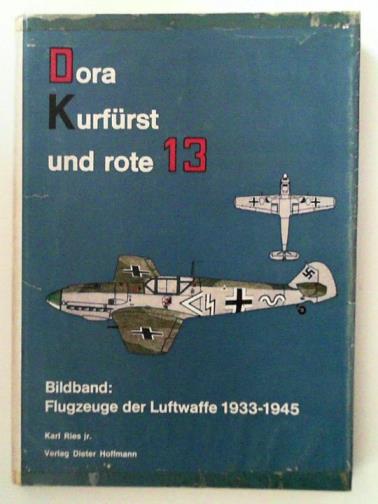 Dora
Kurfürst
und rote 13
Bildband:
Flugzeuge der Luftwaffe 1933-1945
Karl Ries jr.
Verlag Dieter Hoffmann